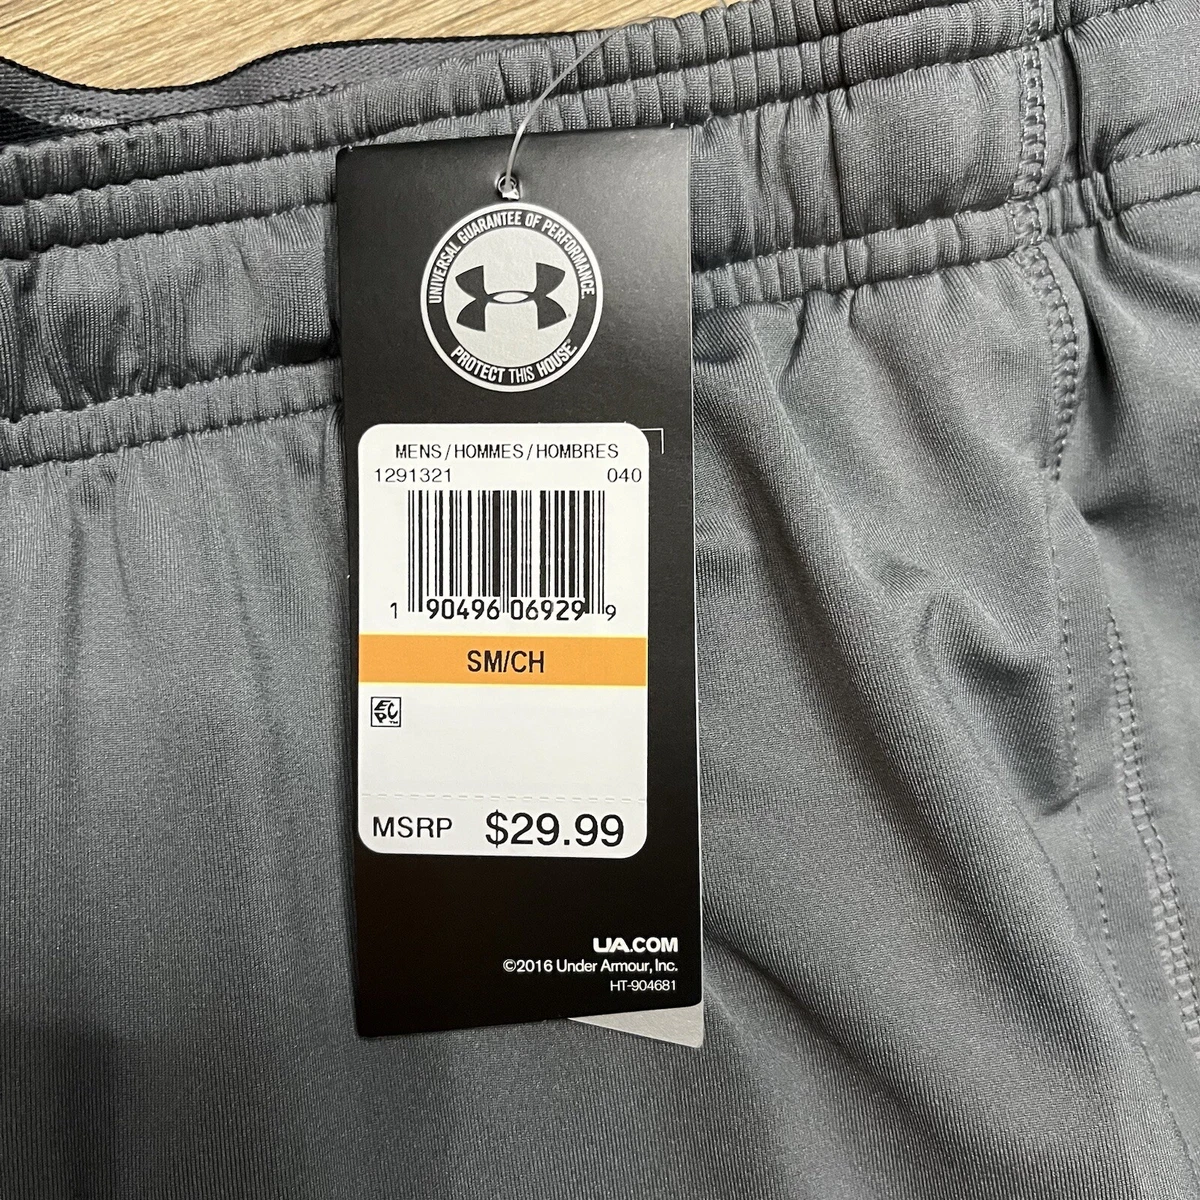 UNIVERSAL GUARANTEE OF PERFORMANCE
PROTECT THIS HOUSE
MENS/HOMMES/HOMBRES
1291321 040
1 90496 06929 9
SM/CH
EPC™
MSRP $29.99
UA.COM
©2016 Under Armour, Inc.
HT-904681